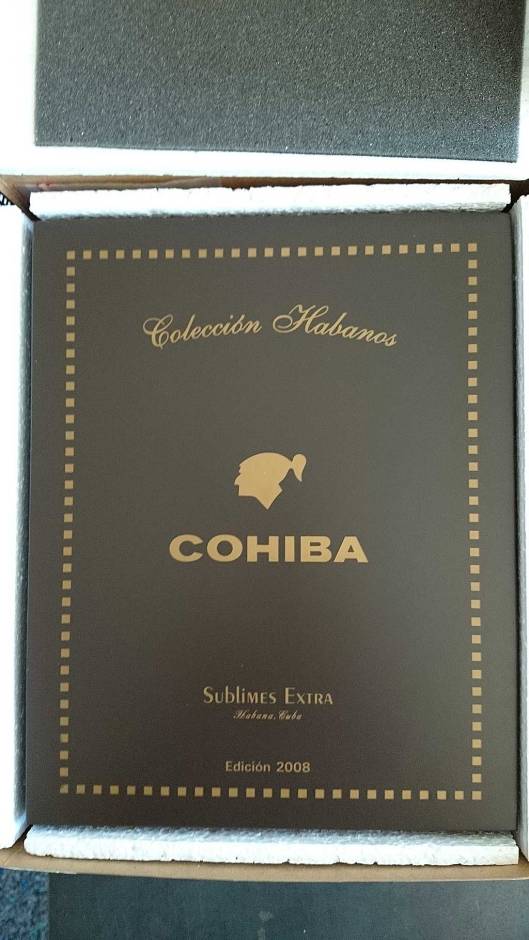 Colección Habanos
COHIBA
SUBLIMES EXTRA
Habana, Cuba
Edición 2008